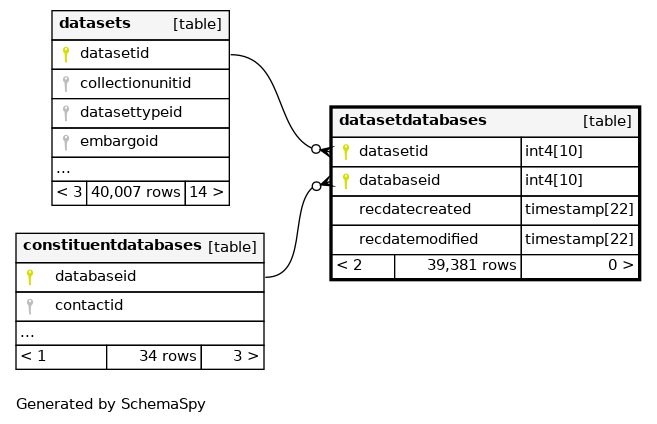 datasets [table]
datasetid
collectionunitid
datasettypeid
embargoid
...
< 3 40,007 rows 14 >
datasetdatabases [table]
datasetid int4[10]
databaseid int4[10]
recdatecreated timestamp[22]
recdatemodified timestamp[22]
< 2 39,381 rows 0 >
constituentdatabases [table]
databaseid
contactid
...
< 1 34 rows 3 >
Generated by SchemaSpy